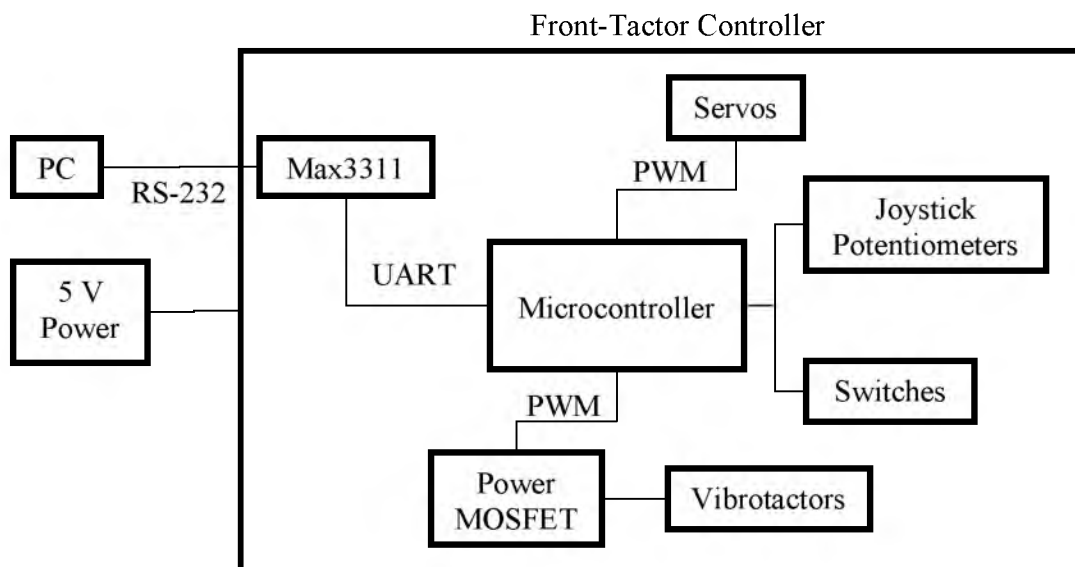 Front-Tactor Controller
Servos
PC
Max3311
PWM
RS-232
Joystick
Potentiometers
UART
5 V
Power
Microcontroller
PWM
Switches
Power
MOSFET
Vibrotactors